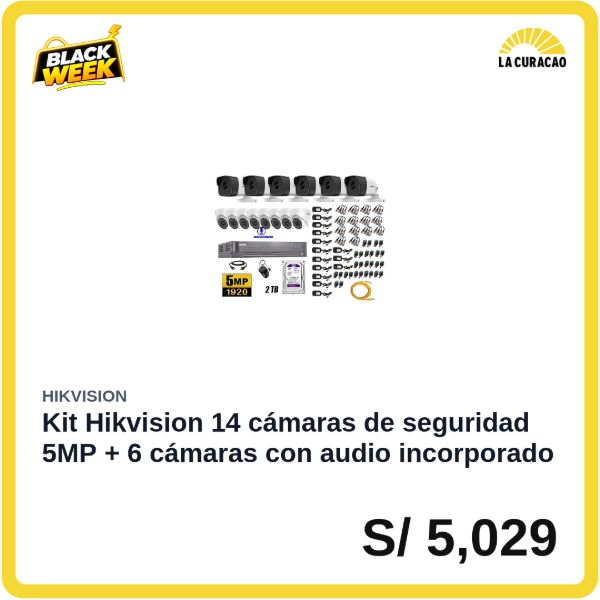 BLACK
WEEK
LA CURACAO
5MP
1920
2 TB
HIKVISION
Kit Hikvision 14 cámaras de seguridad
5MP + 6 cámaras con audio incorporado
S/ 5,029